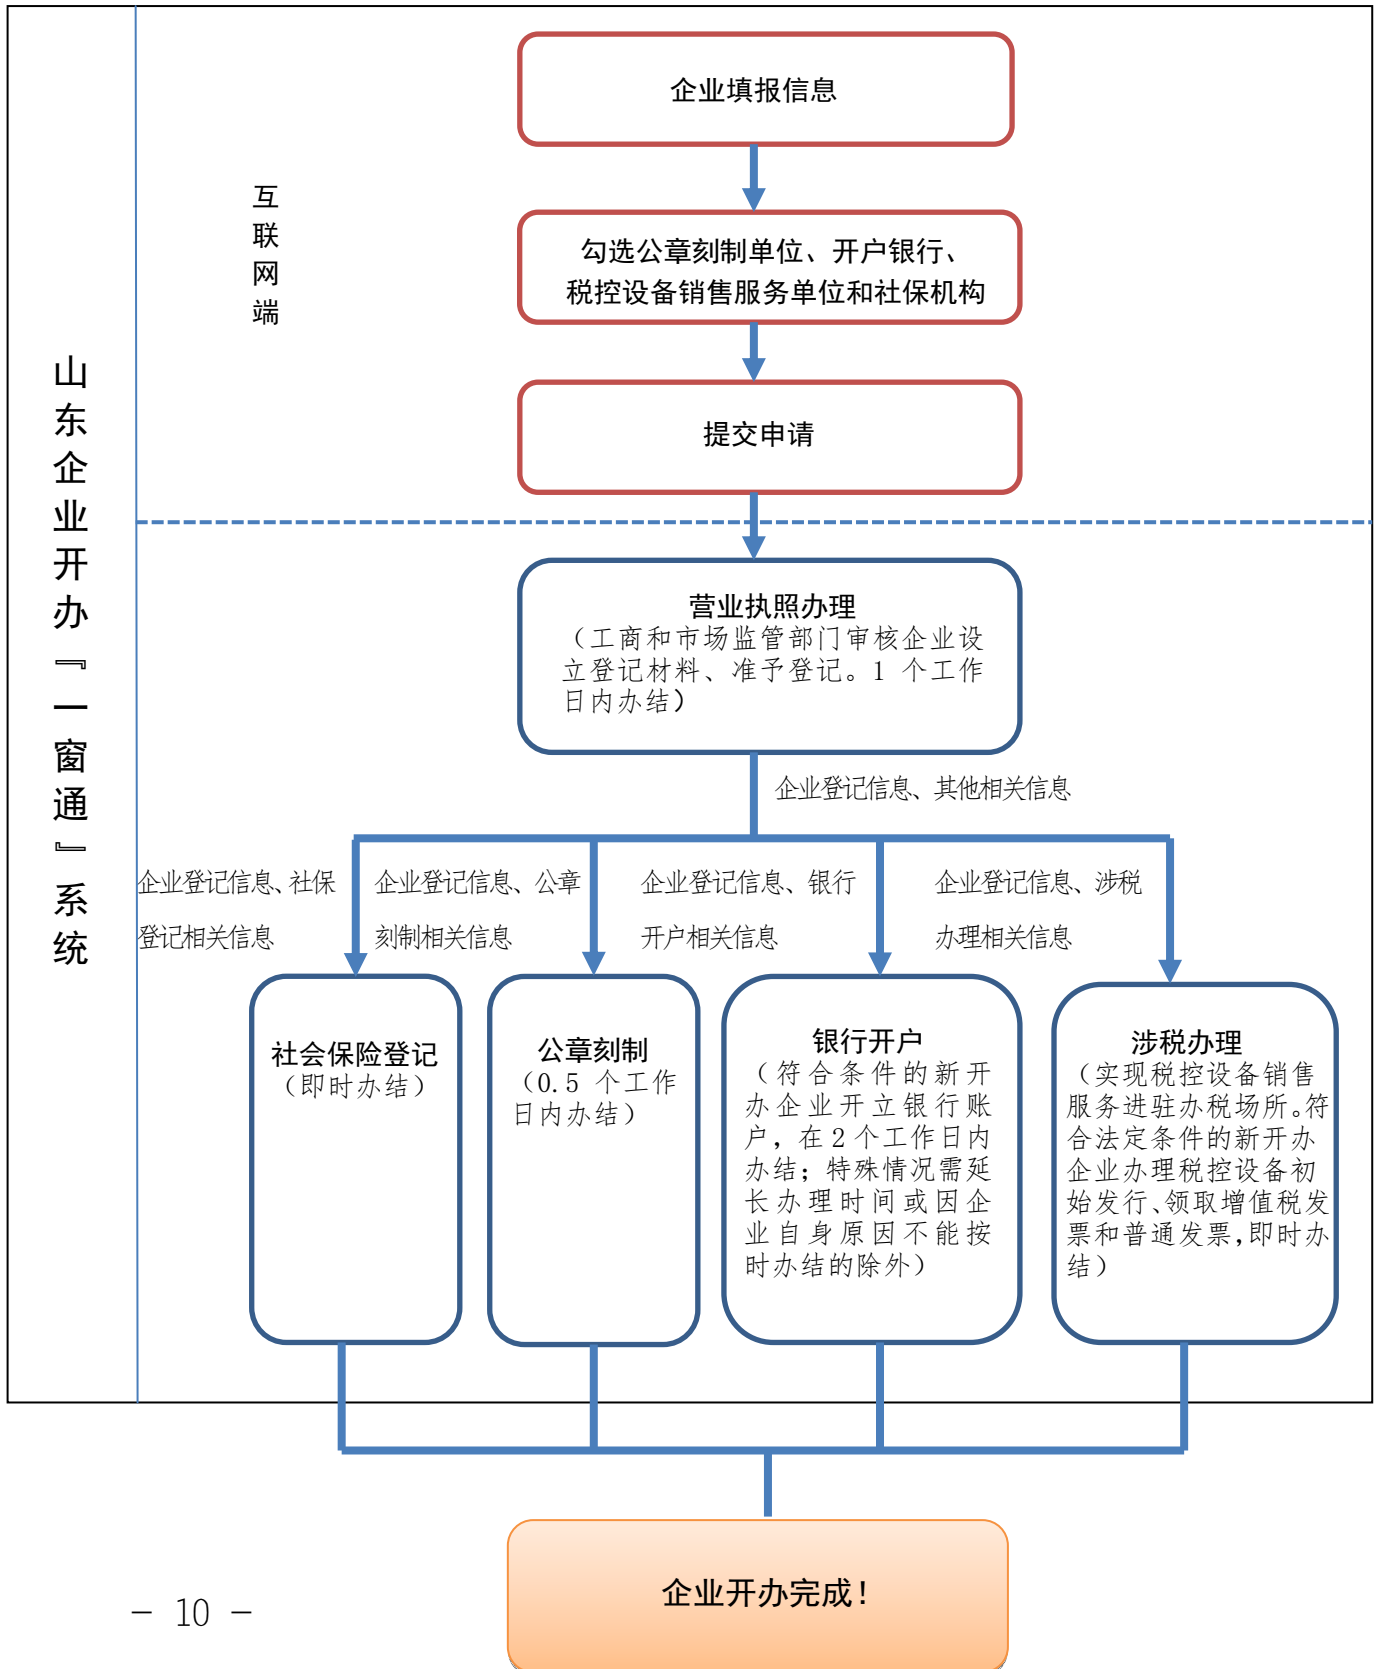 山东企业开办『一窗通』系统
互联网端
企业填报信息
勾选公章刻制单位、开户银行、
税控设备销售服务单位和社保机构
提交申请
营业执照办理
（工商和市场监管部门审核企业设
立登记材料、准予登记。1 个工作
日内办结）
企业登记信息、其他相关信息
企业登记信息、社保
登记相关信息
企业登记信息、公章
刻制相关信息
企业登记信息、银行
开户相关信息
企业登记信息、涉税
办理相关信息
社会保险登记
（即时办结）
公章刻制
（0.5 个工作
日内办结）
银行开户
（符合条件的新开
办企业开立银行账
户，在 2 个工作日内
办结；特殊情况需延
长办理时间或因企
业自身原因不能按
时办结的除外）
涉税办理
（实现税控设备销售
服务进驻办税场所。符
合法定条件的新开办
企业办理税控设备初
始发行、领取增值税发
票和普通发票，即时办
结）
企业开办完成！
- 10 -